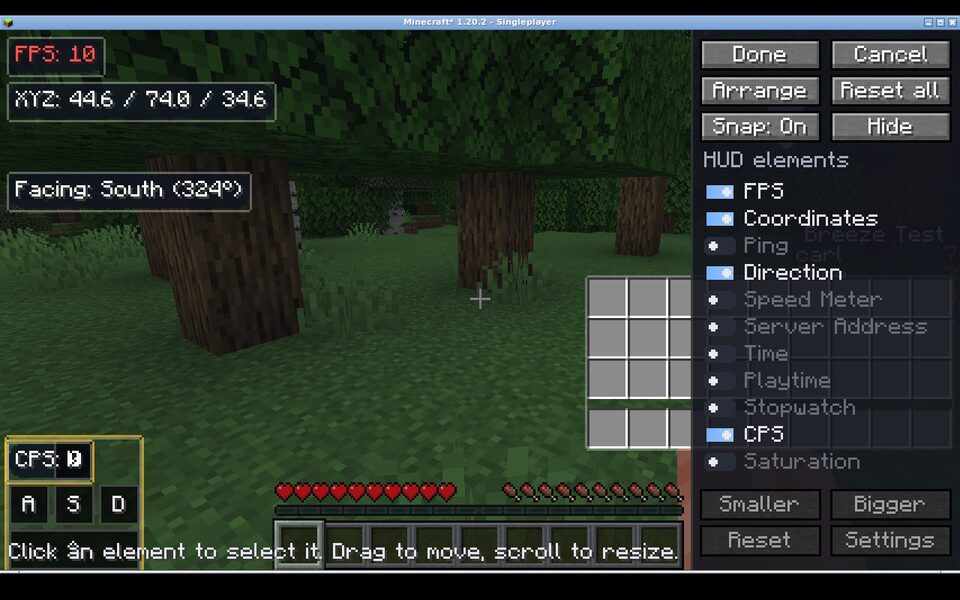 Minecraft* 1.20.2 - Singleplayer
FPS: 10
XYZ: 44.6 / 74.0 / 34.6
Facing: South (324°)
CPS: 0
A S D
Click an element to select it. Drag to move, scroll to resize.
Done Cancel
Arrange Reset all
Snap: On Hide
HUD elements
FPS
Coordinates
Ping
Direction
Speed Meter
Server Address
Time
Playtime
Stopwatch
CPS
Saturation
Smaller Bigger
Reset Settings
Breeze Test